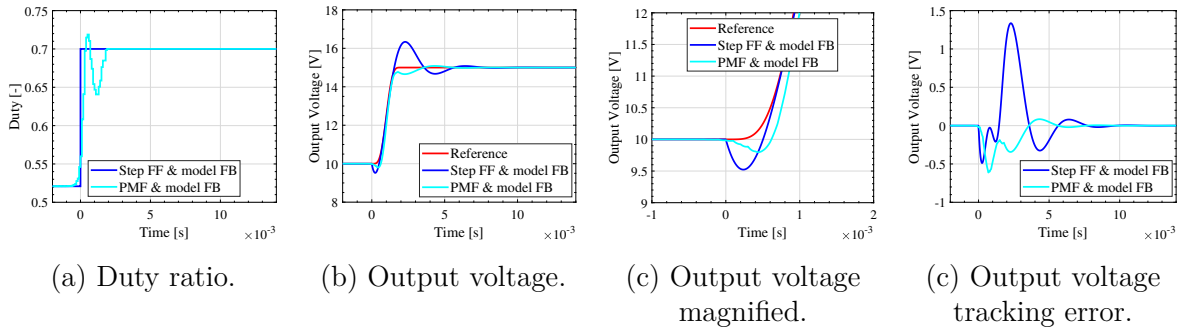 Duty [-]
0.75
0.7
0.65
0.6
0.55
0.5
Step FF & model FB
PMF & model FB
0 5 10
Time [s]
×10⁻³
(a) Duty ratio.
Output Voltage [V]
18
16
14
12
10
8
Reference
Step FF & model FB
PMF & model FB
0 5 10
Time [s]
×10⁻³
(b) Output voltage.
Output Voltage [V]
12
11.5
11
10.5
10
9.5
9
Reference
Step FF & model FB
PMF & model FB
-1 0 1 2
Time [s]
×10⁻³
(c) Output voltage
magnified.
Output Voltage [V]
1.5
1
0.5
0
-0.5
-1
Step FF & model FB
PMF & model FB
0 5 10
Time [s]
×10⁻³
(c) Output voltage
tracking error.